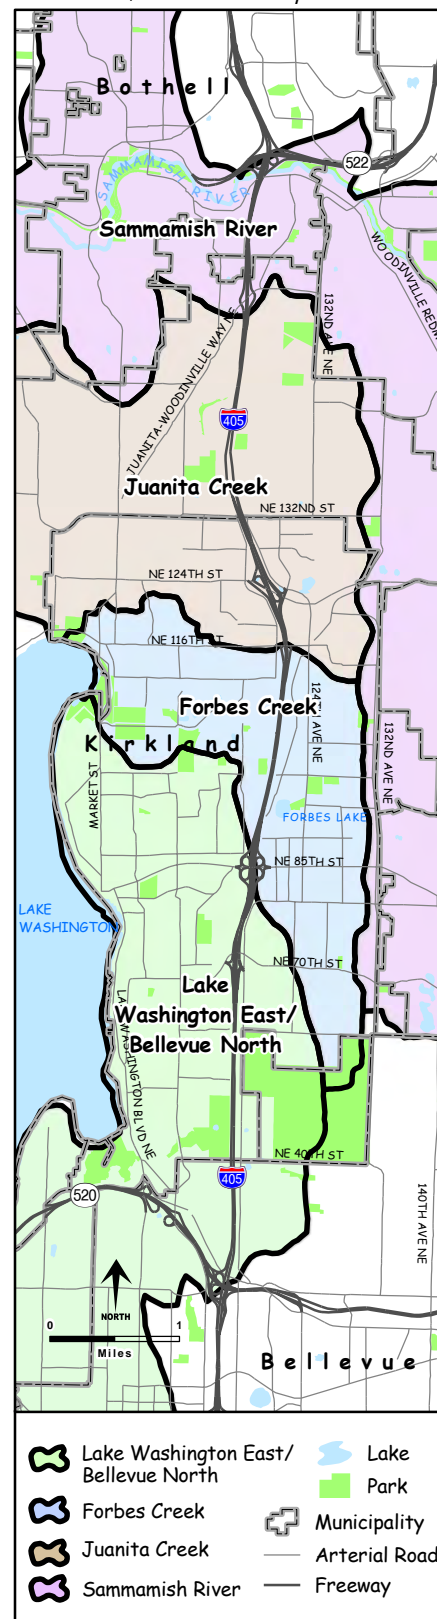 Bothell
522
SAMMAMISH RIVER
Sammamish River
WOODINVILLE REDM
132ND AVE NE
JUANITA-WOODINVILLE WAY NE
405
Juanita Creek
NE 132ND ST
NE 124TH ST
NE 116TH ST
Forbes Creek
124TH AVE NE
Kirkland
132ND AVE NE
MARKET ST
FORBES LAKE
NE 85TH ST
LAKE
WASHINGTON
NE 70TH ST
Lake
Washington East/
Bellevue North
LAKE WASHINGTON BLVD NE
NE 40TH ST
405
520
140TH AVE NE
NORTH
0 1
Miles
Bellevue
Lake Washington East/
Bellevue North
Forbes Creek
Juanita Creek
Sammamish River
Lake
Park
Municipality
Arterial Road
Freeway